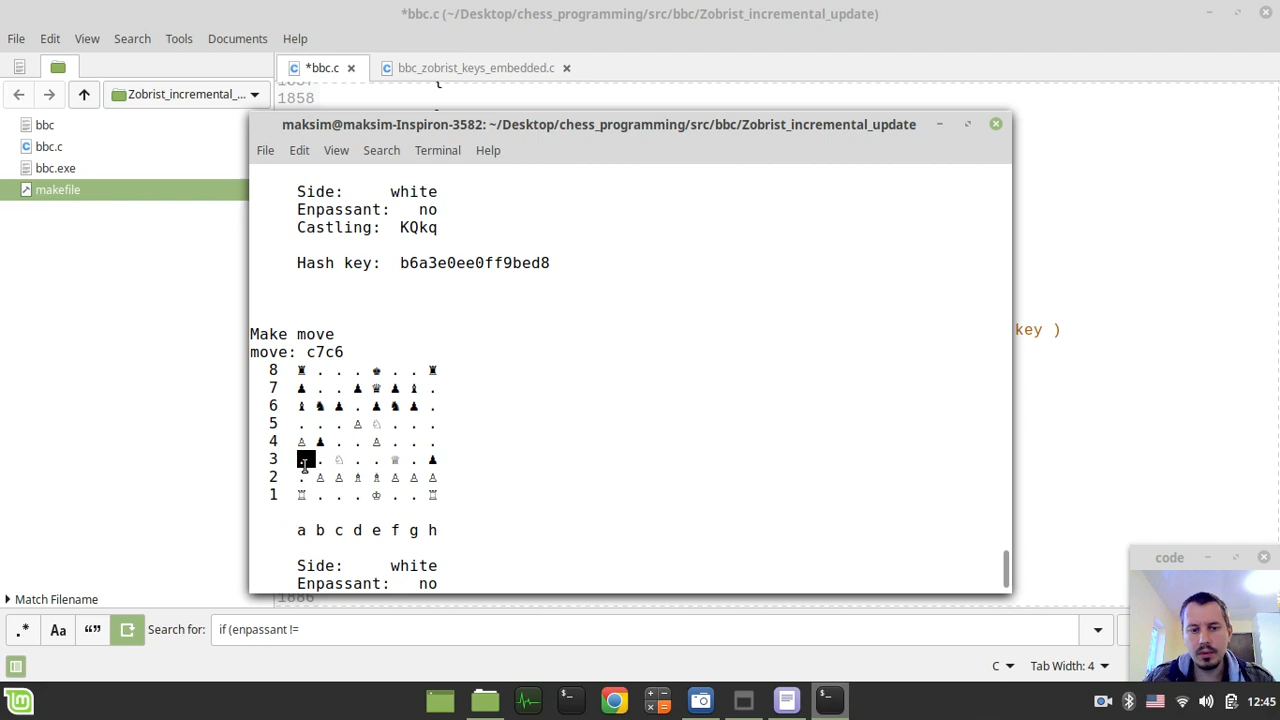 *bbc.c (~/Desktop/chess_programming/src/bbc/Zobrist_incremental_update)
File Edit View Search Tools Documents Help
*bbc.c
bbc_zobrist_keys_embedded.c
Zobrist_incremental_...
bbc
bbc.c
bbc.exe
makefile
1858
{
maksim@maksim-Inspiron-3582: ~/Desktop/chess_programming/src/bbc/Zobrist_incremental_update
File Edit View Search Terminal Help
Side: white
Enpassant: no
Castling: KQkq
Hash key: b6a3e0ee0ff9bed8
Make move
move: c7c6
8 ♜ . . . ♚ . . ♜
7 ♟ . . ♟ ♛ ♟ ♝ .
6 ♝ ♞ ♟ . ♟ ♞ ♟ .
5 . . . ♙ ♘ . . .
4 ♙ ♟ . . ♙ . . .
3 . . ♘ . . ♕ . ♟
2 . ♙ ♙ ♗ ♗ ♙ ♙ ♙
1 ♖ . . . ♔ . . ♖
a b c d e f g h
Side: white
Enpassant: no
key )
1886
code
Match Filename
.* Aa “” Search for: if (enpassant !=
C Tab Width: 4
12:45